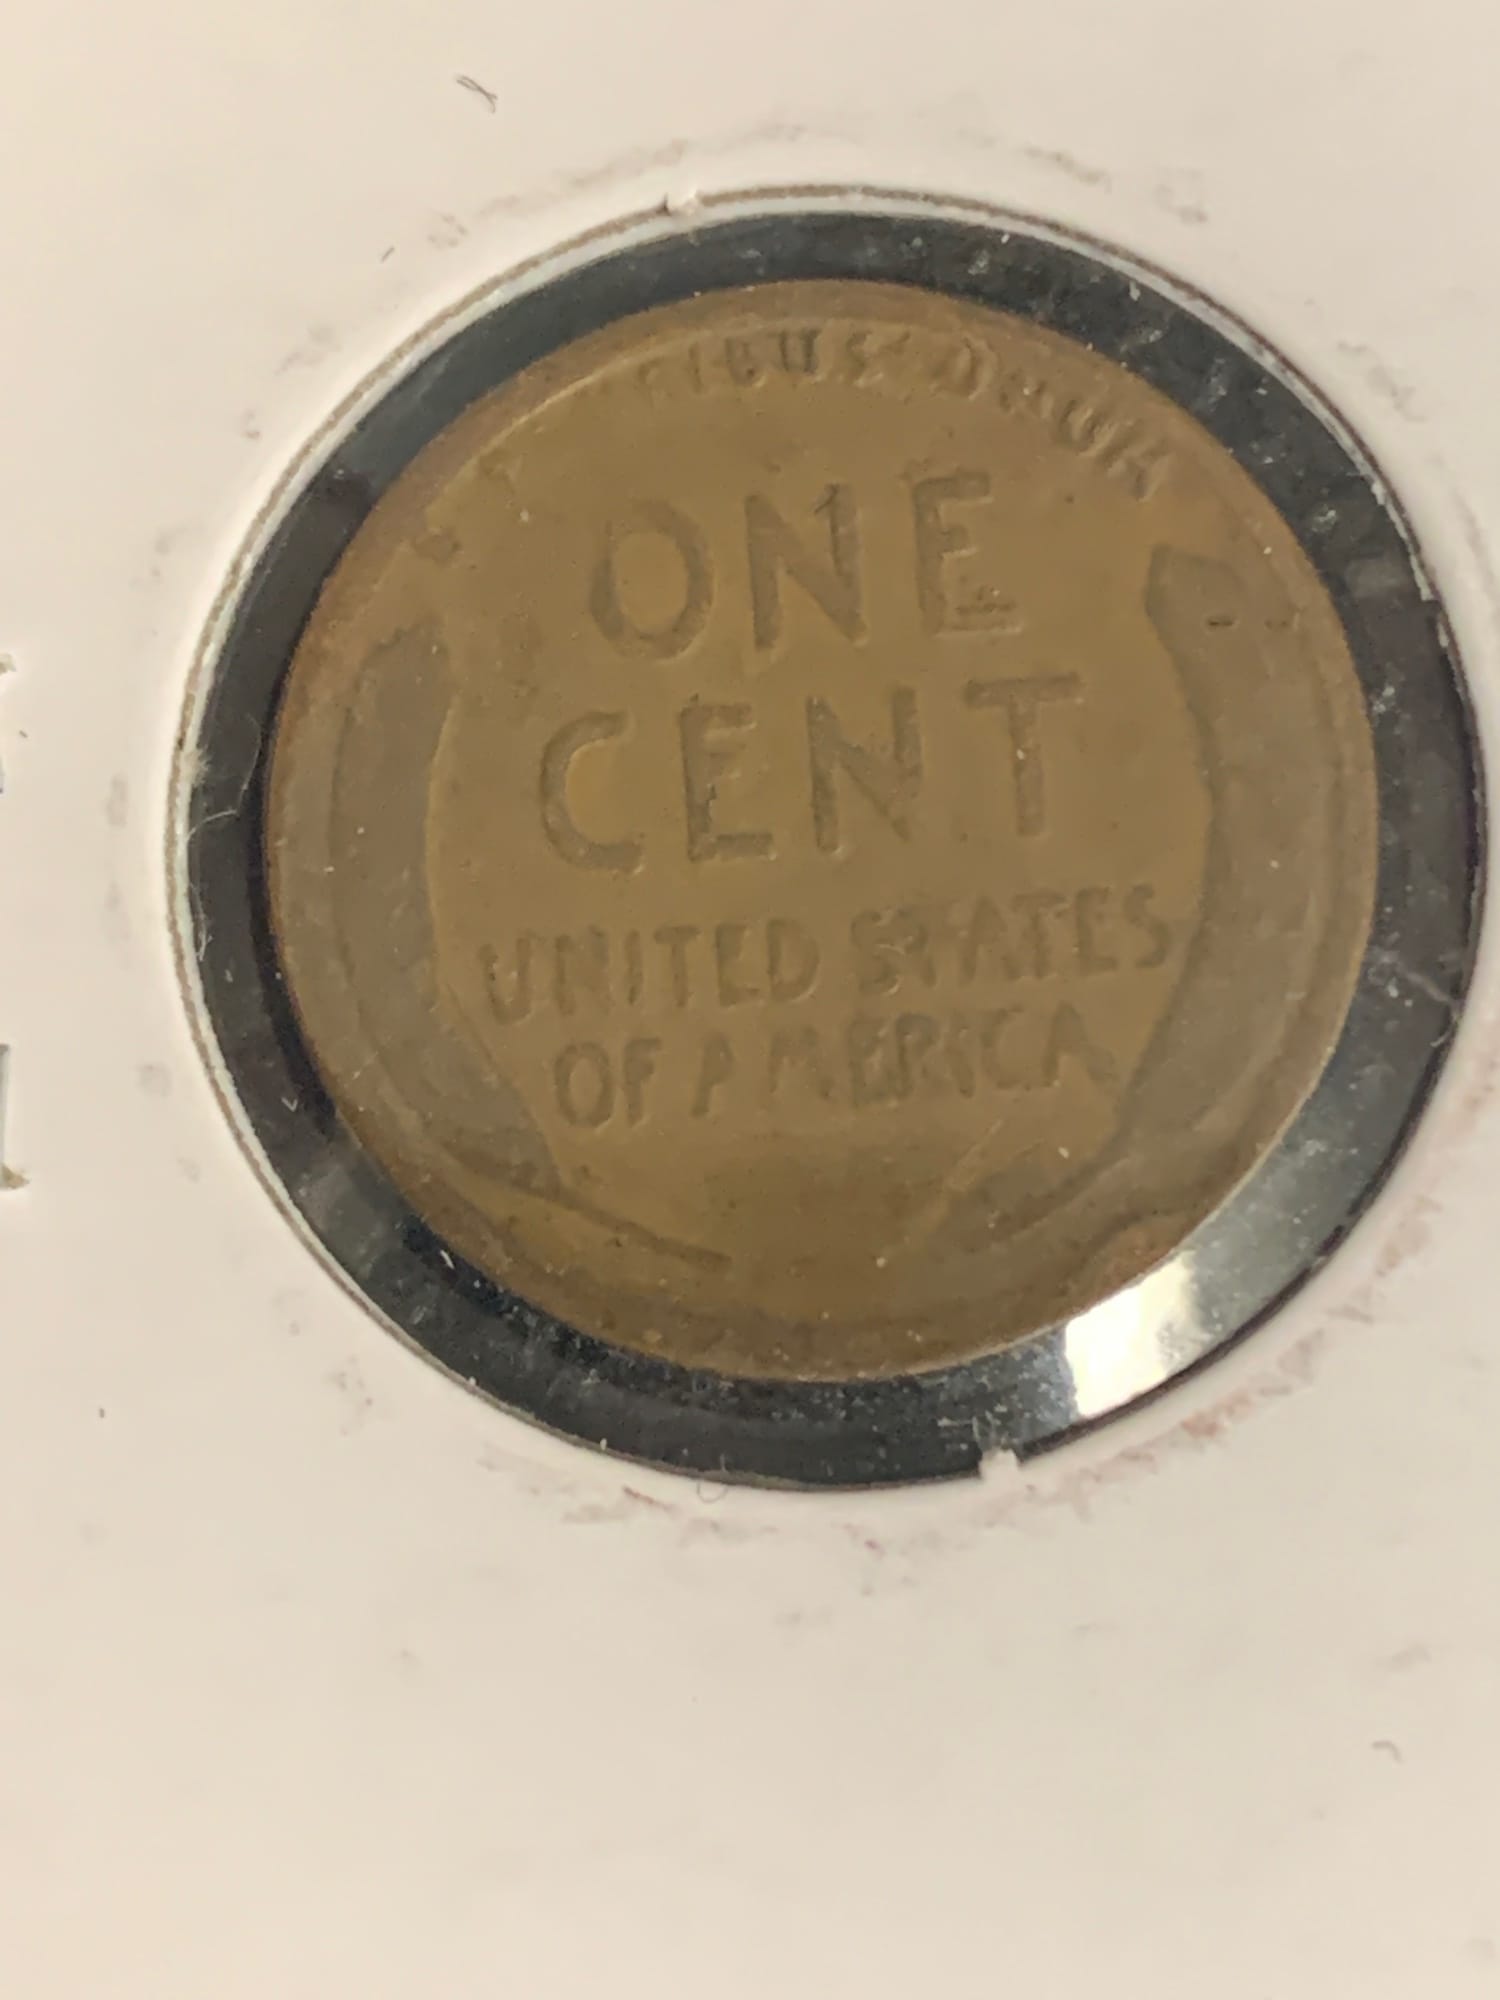 ONE
CENT
UNITED STATES
OF AMERICA